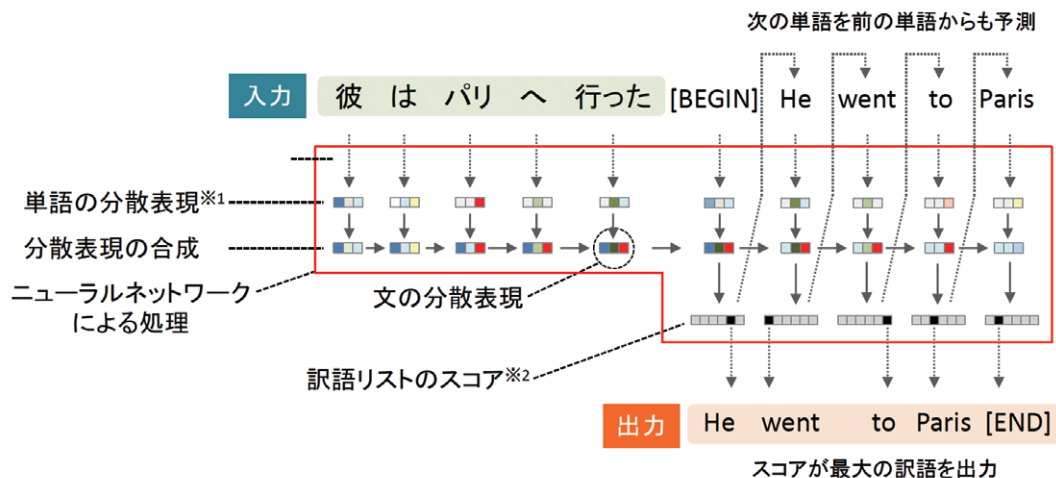 次の単語を前の単語からも予測
入力 彼 は パリ へ 行った [BEGIN] He went to Paris
単語の分散表現※1
分散表現の合成
ニューラルネットワーク
による処理
文の分散表現
訳語リストのスコア※2
出力 He went to Paris [END]
スコアが最大の訳語を出力